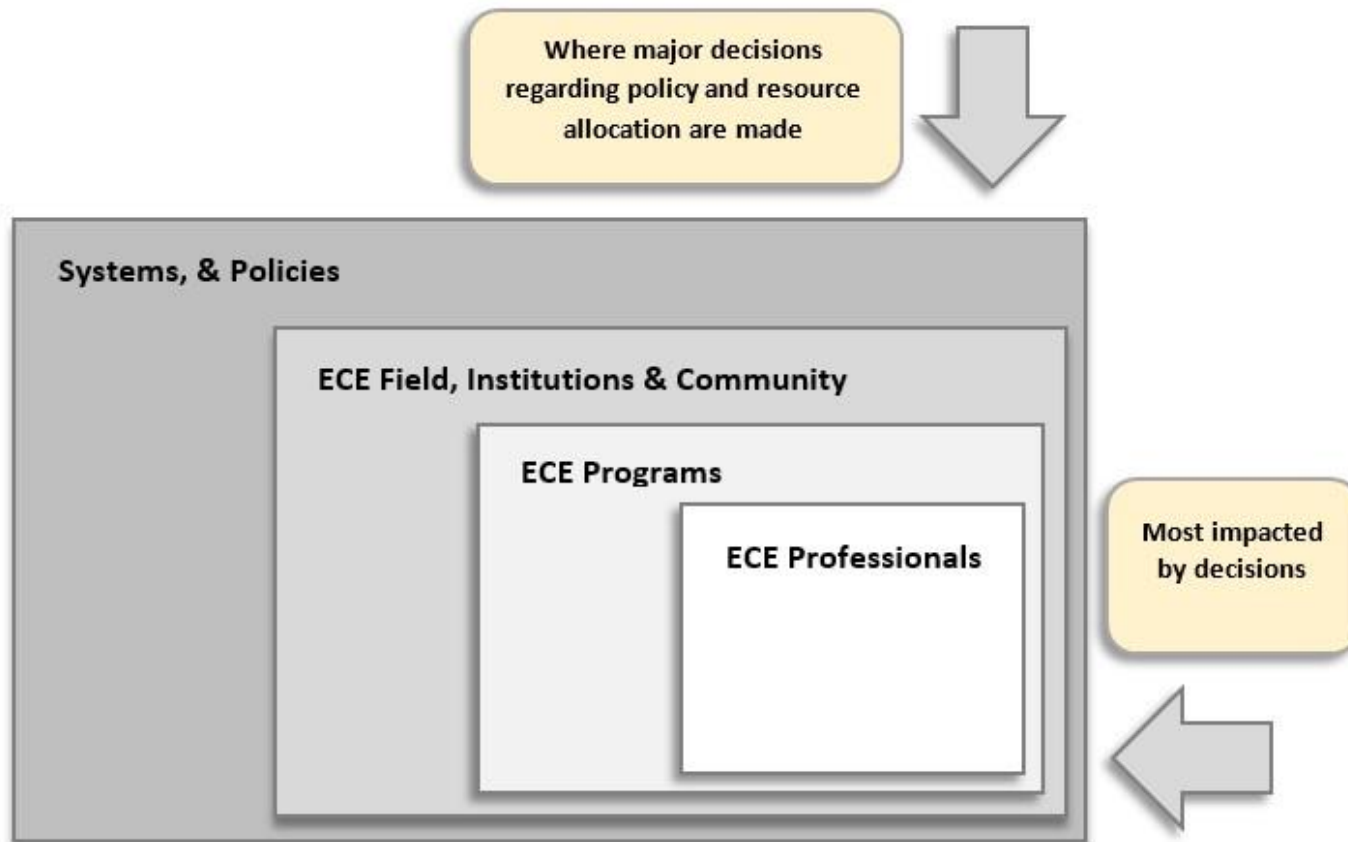 Where major decisions
regarding policy and resource
allocation are made
Systems, & Policies
ECE Field, Institutions & Community
ECE Programs
ECE Professionals
Most impacted
by decisions